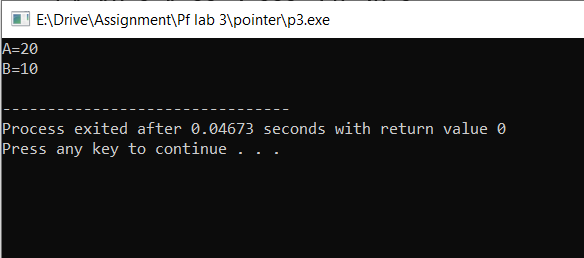 E:\Drive\Assignment\Pf lab 3\pointer\p3.exe
A=20
B=10
--------------------------------
Process exited after 0.04673 seconds with return value 0
Press any key to continue . . .